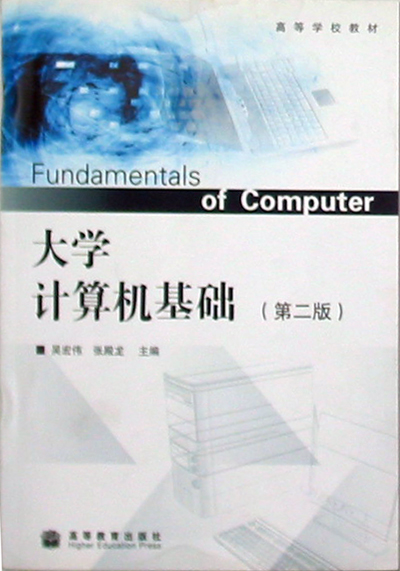 高等学校教材
Fundamentals
of Computer
大学
计算机基础
(第二版)
吴宏伟 张殿龙 主编
高等教育出版社
Higher Education Press